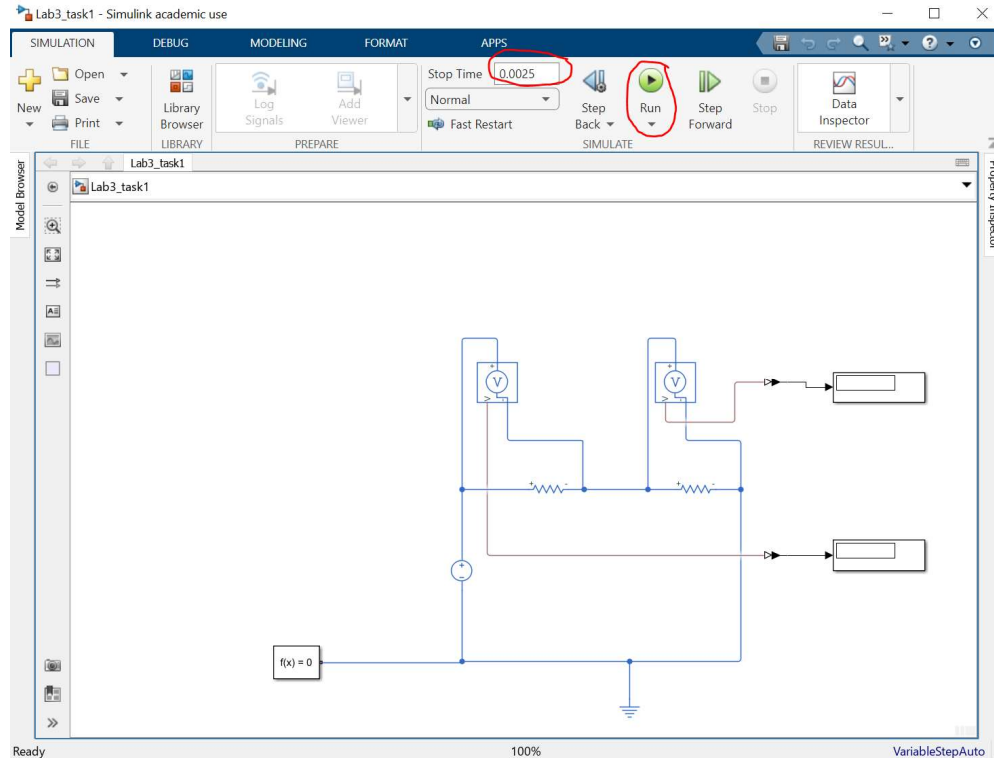 Lab3_task1 - Simulink academic use
SIMULATION DEBUG MODELING FORMAT APPS
New
Open
Save
Print
FILE
Library
Browser
LIBRARY
Log
Signals
Add
Viewer
PREPARE
Stop Time 0.0025
Normal
Fast Restart
Step
Back
Run
Step
Forward
Stop
SIMULATE
Data
Inspector
REVIEW RESUL...
Model Browser
Lab3_task1
Lab3_task1
Property Inspector
V
V
f(x) = 0
Ready 100% VariableStepAuto